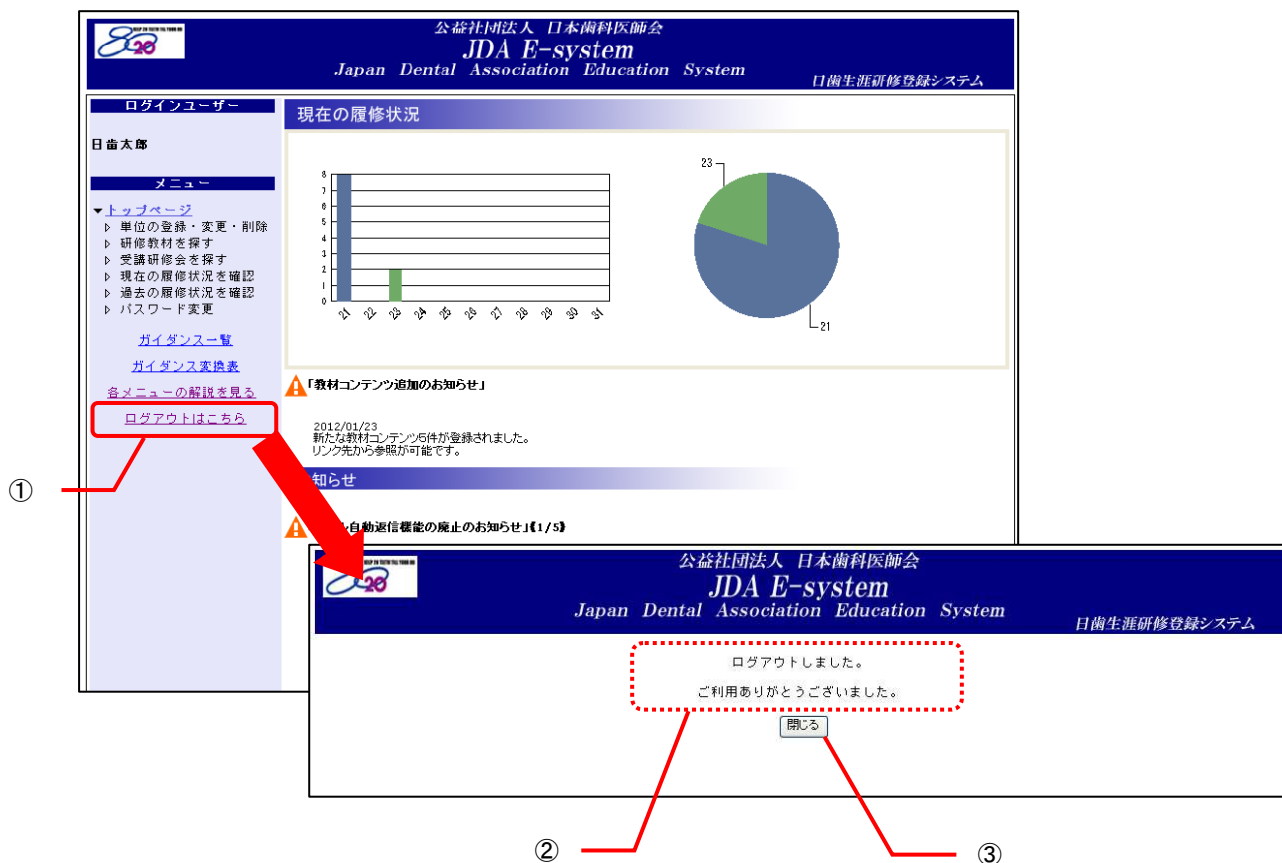 公益社団法人 日本歯科医師会
JDA E-system
Japan Dental Association Education System
日歯生涯研修登録システム
8020
ログインユーザー
日歯太郎
メニュー
▼トップページ
▷ 単位の登録・変更・削除
▷ 研修教材を探す
▷ 受講研修会を探す
▷ 現在の履修状況を確認
▷ 過去の履修状況を確認
▷ パスワード変更
ガイダンス一覧
ガイダンス変換表
各メニューの解説を見る
ログアウトはこちら
①
現在の履修状況
8
7
6
5
4
3
2
1
0
21 22 23 24 25 26 27 28 29 30 31
23
21
「教材コンテンツ追加のお知らせ」
2012/01/23
新たな教材コンテンツ5件が登録されました。
リンク先から参照が可能です。
知らせ
自動返信機能の廃止のお知らせ」《1/5》
8020
公益社団法人 日本歯科医師会
JDA E-system
Japan Dental Association Education System
日歯生涯研修登録システム
ログアウトしました。
ご利用ありがとうございました。
閉じる
②
③